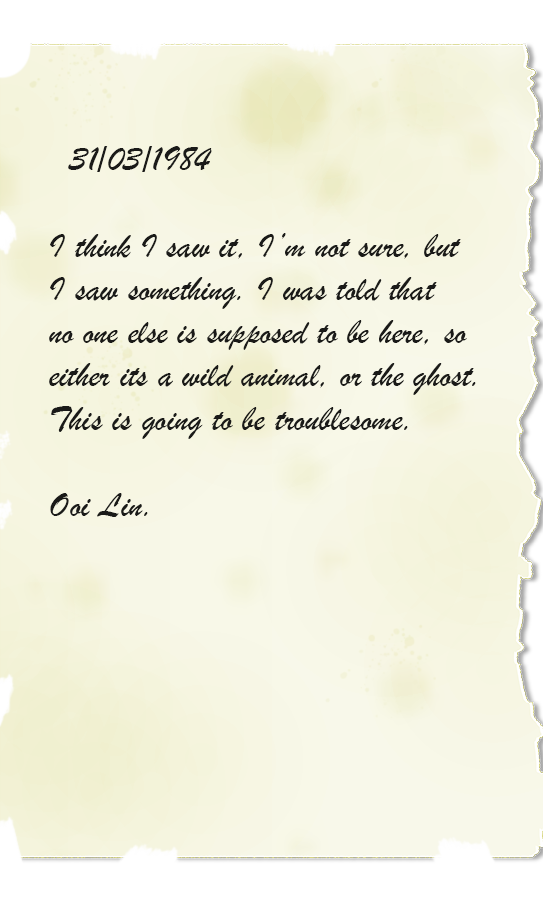 31/03/1984
I think I saw it, I'm not sure, but
I saw something. I was told that
no one else is supposed to be here, so
either its a wild animal, or the ghost.
This is going to be troublesome.
Ooi Lin.